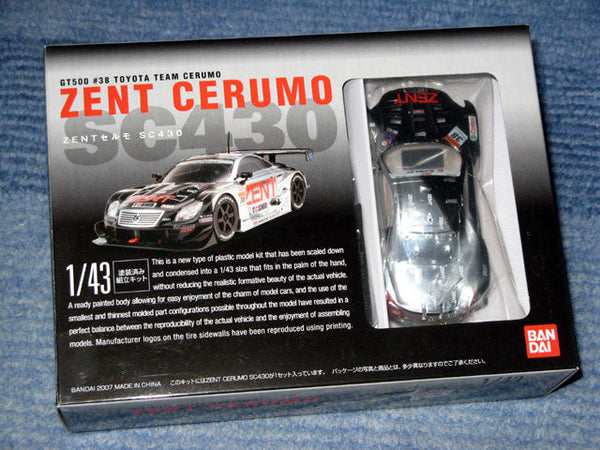 GT500 #38 TOYOTA TEAM CERUMO
ZENT CERUMO
SC430
ZENTセルモ SC430
ZENT
38
ZENT
1/43
塗装済み
組立キット
This is a new type of plastic model kit that has been scaled down
and condensed into a 1/43 size that fits in the palm of the hand,
without reducing the realistic formative beauty of the actual vehicle.
A ready painted body allowing for easy enjoyment of the charm of model cars, and the use of the
smallest and thinnest molded part configurations possible throughout the model have resulted in a
perfect balance between the reproducibility of the actual vehicle and the enjoyment of assembling
models. Manufacturer logos on the tire sidewalls have been reproduced using printing.
BAN
DAI
BANDAI 2007 MADE IN CHINA
このキットにはZENT CERUMO SC430が1セット入っています。
パッケージの写真と商品とは、多少異なりますのでご了承ください。
ZENT CERUMO